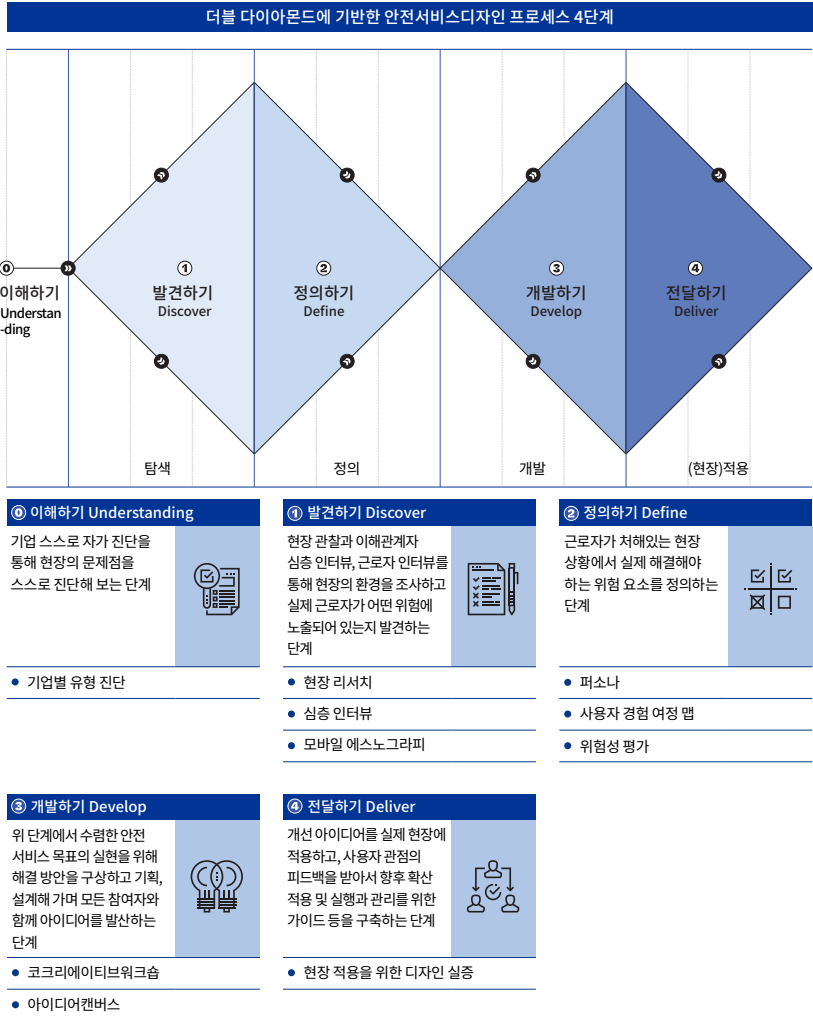 더블 다이아몬드에 기반한 안전서비스디자인 프로세스 4단계
0
이해하기
Understan
-ding
1
발견하기
Discover
2
정의하기
Define
3
개발하기
Develop
4
전달하기
Deliver
탐색
정의
개발
(현장)적용
0 이해하기 Understanding
기업 스스로 자가 진단을
통해 현장의 문제점을
스스로 진단해 보는 단계
• 기업별 유형 진단
1 발견하기 Discover
현장 관찰과 이해관계자
심층 인터뷰, 근로자 인터뷰를
통해 현장의 환경을 조사하고
실제 근로자가 어떤 위험에
노출되어 있는지 발견하는
단계
• 현장 리서치
• 심층 인터뷰
• 모바일 에스노그라피
2 정의하기 Define
근로자가 처해있는 현장
상황에서 실제 해결해야
하는 위험 요소를 정의하는
단계
• 퍼소나
• 사용자 경험 여정 맵
• 위험성 평가
3 개발하기 Develop
위 단계에서 수렴한 안전
서비스 목표의 실현을 위해
해결 방안을 구상하고 기획,
설계해 가며 모든 참여자와
함께 아이디어를 발산하는
단계
• 코크리에이티브워크숍
• 아이디어캔버스
4 전달하기 Deliver
개선 아이디어를 실제 현장에
적용하고, 사용자 관점의
피드백을 받아서 향후 확산
적용 및 실행과 관리를 위한
가이드 등을 구축하는 단계
• 현장 적용을 위한 디자인 실증